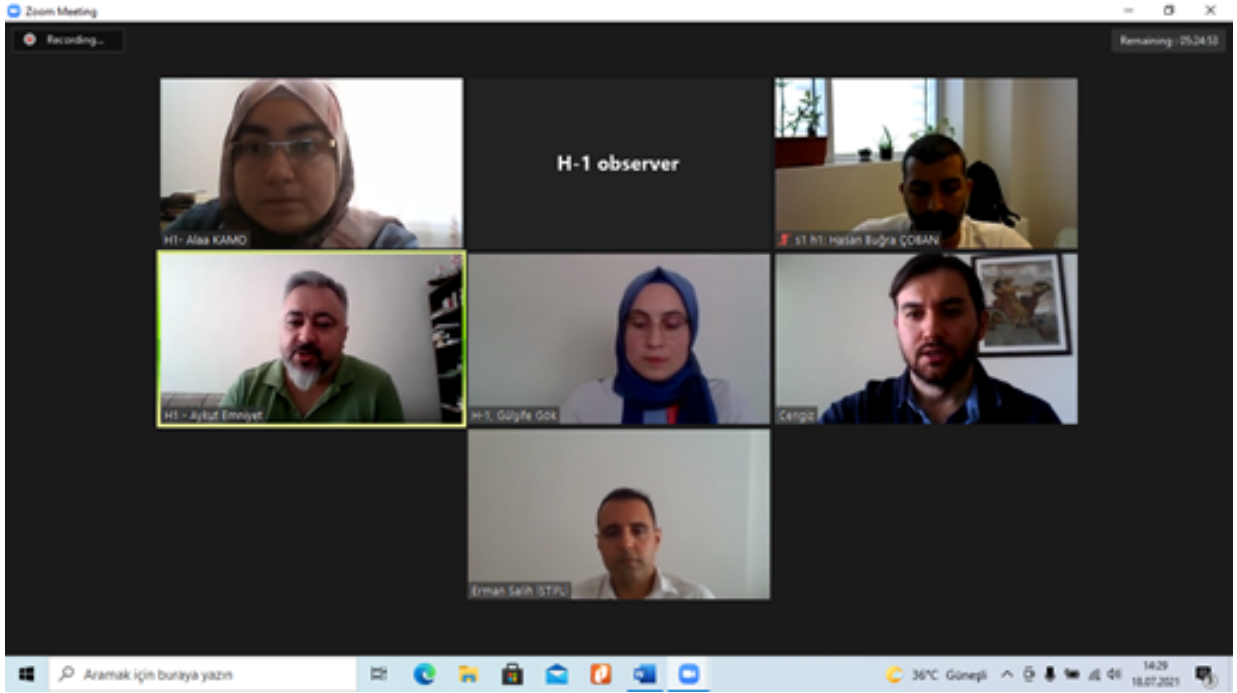 Zoom Meeting
Recording...
Remaining : 05:24:53
H-1 observer
H1- Alaa KAMO
s1 h1: Hasan Buğra ÇOBAN
H1 - Aykut Emniyet
H-1, Gülşife Gök
Cengiz
Erman Salih
Aramak için buraya yazın
36°C Güneşli
14:29
18.07.2021